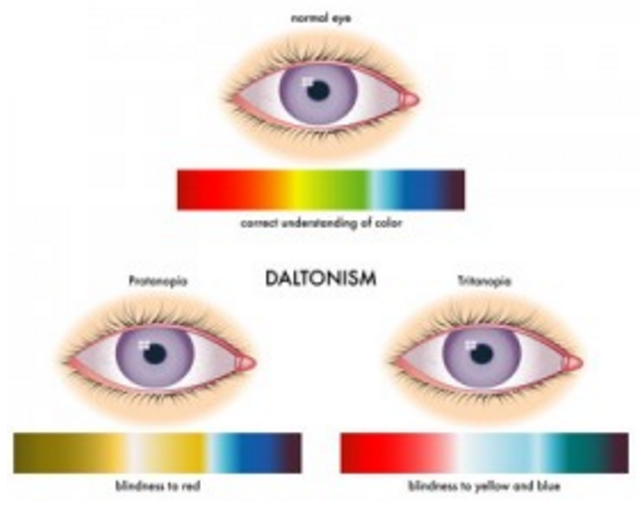 normal eye
correct understanding of color
DALTONISM
Protanopia
Tritanopia
blindness to red
blindness to yellow and blue